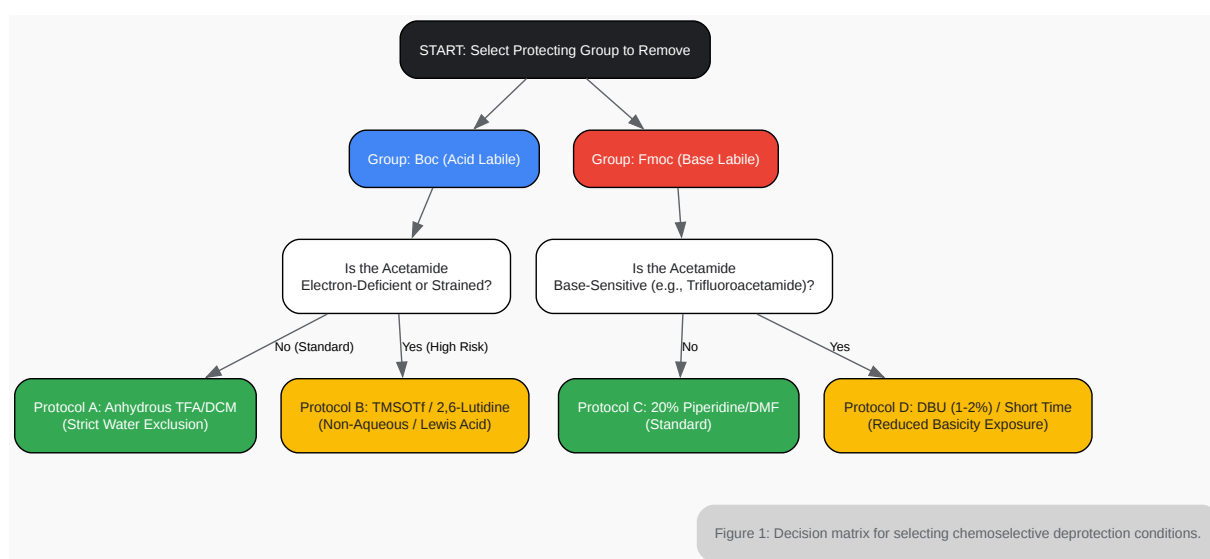 START: Select Protecting Group to Remove
Group: Boc (Acid Labile)
Group: Fmoc (Base Labile)
Is the Acetamide
Electron-Deficient or Strained?
Is the Acetamide
Base-Sensitive (e.g., Trifluoroacetamide)?
No (Standard)
Yes (High Risk)
No
Yes
Protocol A: Anhydrous TFA/DCM
(Strict Water Exclusion)
Protocol B: TMSOTf / 2,6-Lutidine
(Non-Aqueous / Lewis Acid)
Protocol C: 20% Piperidine/DMF
(Standard)
Protocol D: DBU (1-2%) / Short Time
(Reduced Basicity Exposure)
Figure 1: Decision matrix for selecting chemoselective deprotection conditions.